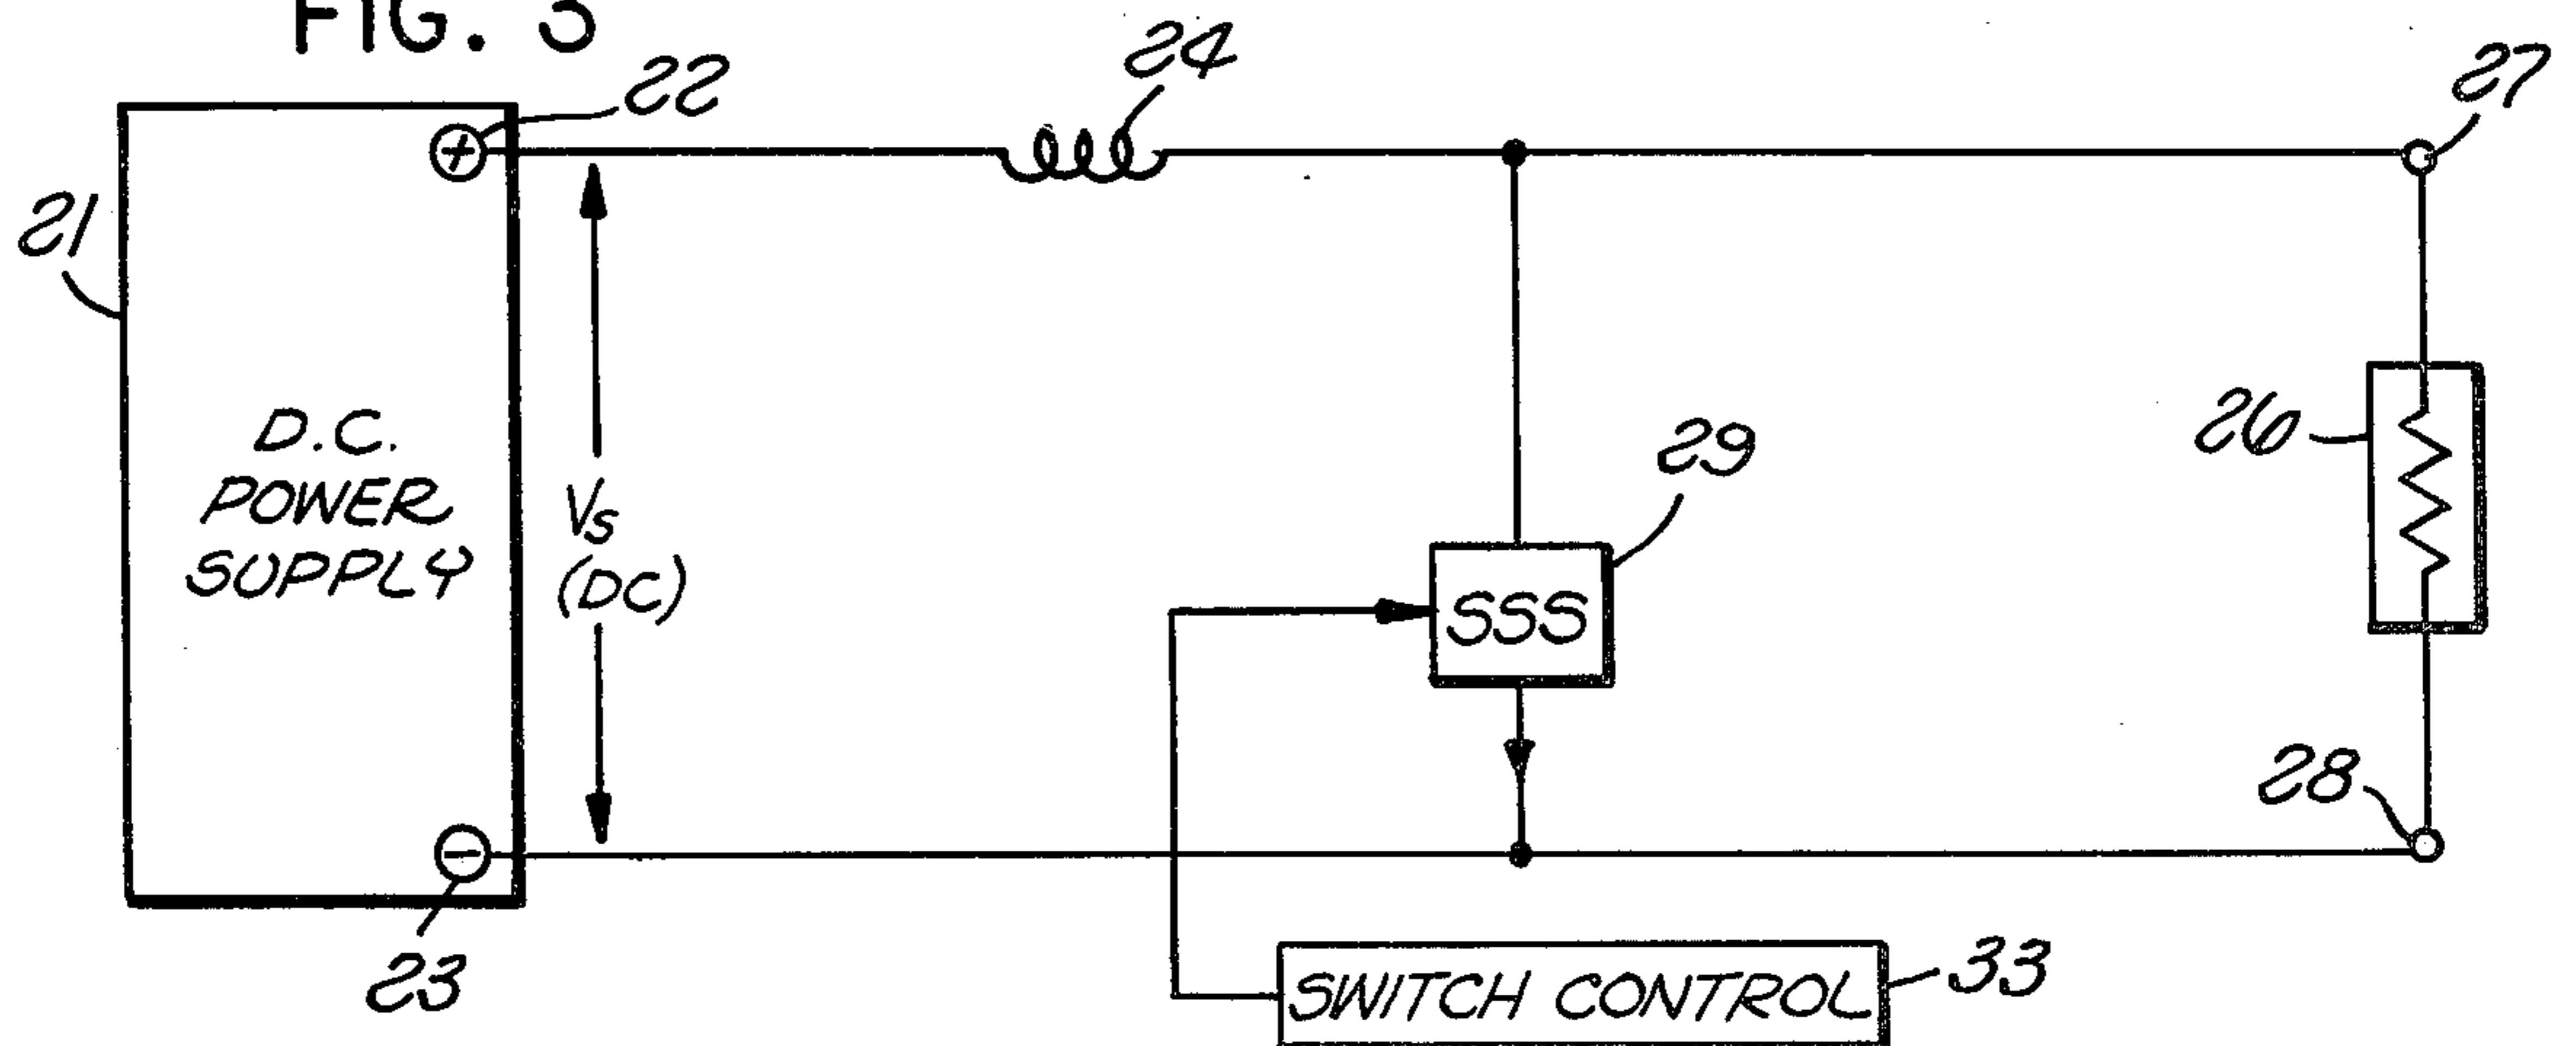 FIG. 3
22
24
27
21
D.C.
POWER
SUPPLY
Vs
(DC)
29
26
SSS
28
23
SWITCH CONTROL
33